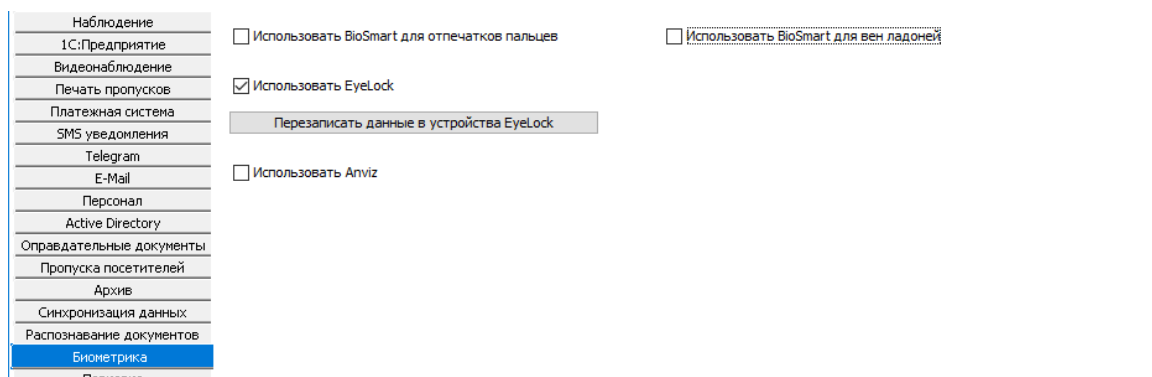 Наблюдение
1С:Предприятие
Видеонаблюдение
Печать пропусков
Платежная система
SMS уведомления
Telegram
E-Mail
Персонал
Active Directory
Оправдательные документы
Пропуска посетителей
Архив
Синхронизация данных
Распознавание документов
Биометрика
Использовать BioSmart для отпечатков пальцев
Использовать BioSmart для вен ладоней
Использовать EyeLock
Перезаписать данные в устройства EyeLock
Использовать Anviz